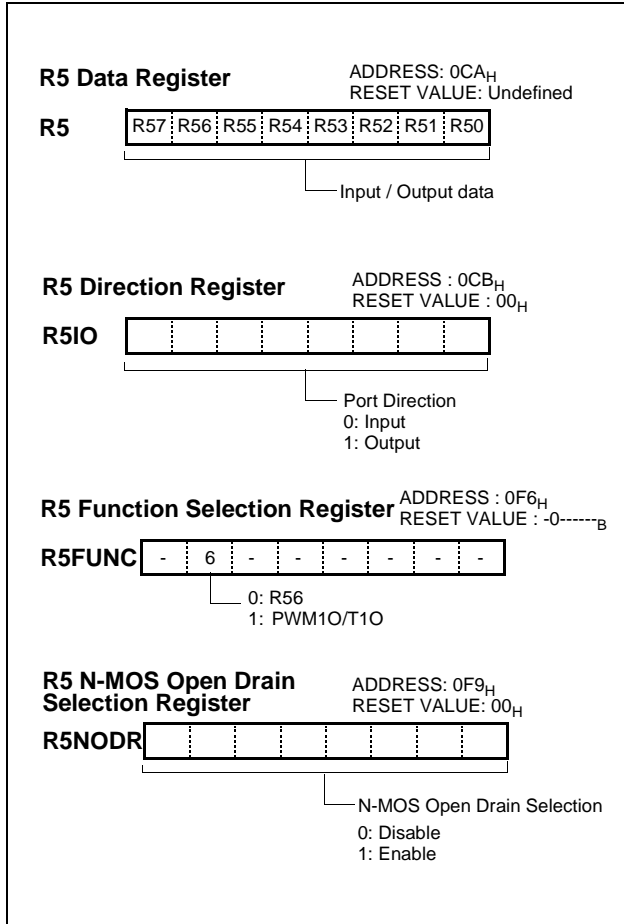 R5 Data Register
ADDRESS: 0CAH
RESET VALUE: Undefined
R5
R57 R56 R55 R54 R53 R52 R51 R50
Input / Output data
R5 Direction Register
ADDRESS : 0CBH
RESET VALUE : 00H
R5IO
Port Direction
0: Input
1: Output
R5 Function Selection Register
ADDRESS : 0F6H
RESET VALUE : -0------B
R5FUNC
- 6 - - - - - -
0: R56
1: PWM1O/T1O
R5 N-MOS Open Drain
Selection Register
ADDRESS: 0F9H
RESET VALUE: 00H
R5NODR
N-MOS Open Drain Selection
0: Disable
1: Enable